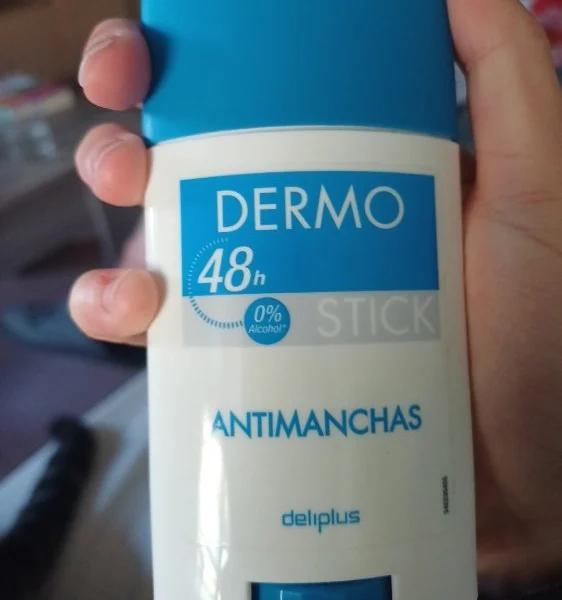 DERMO
48h
0%
Alcohol*
STICK
ANTIMANCHAS
deliplus